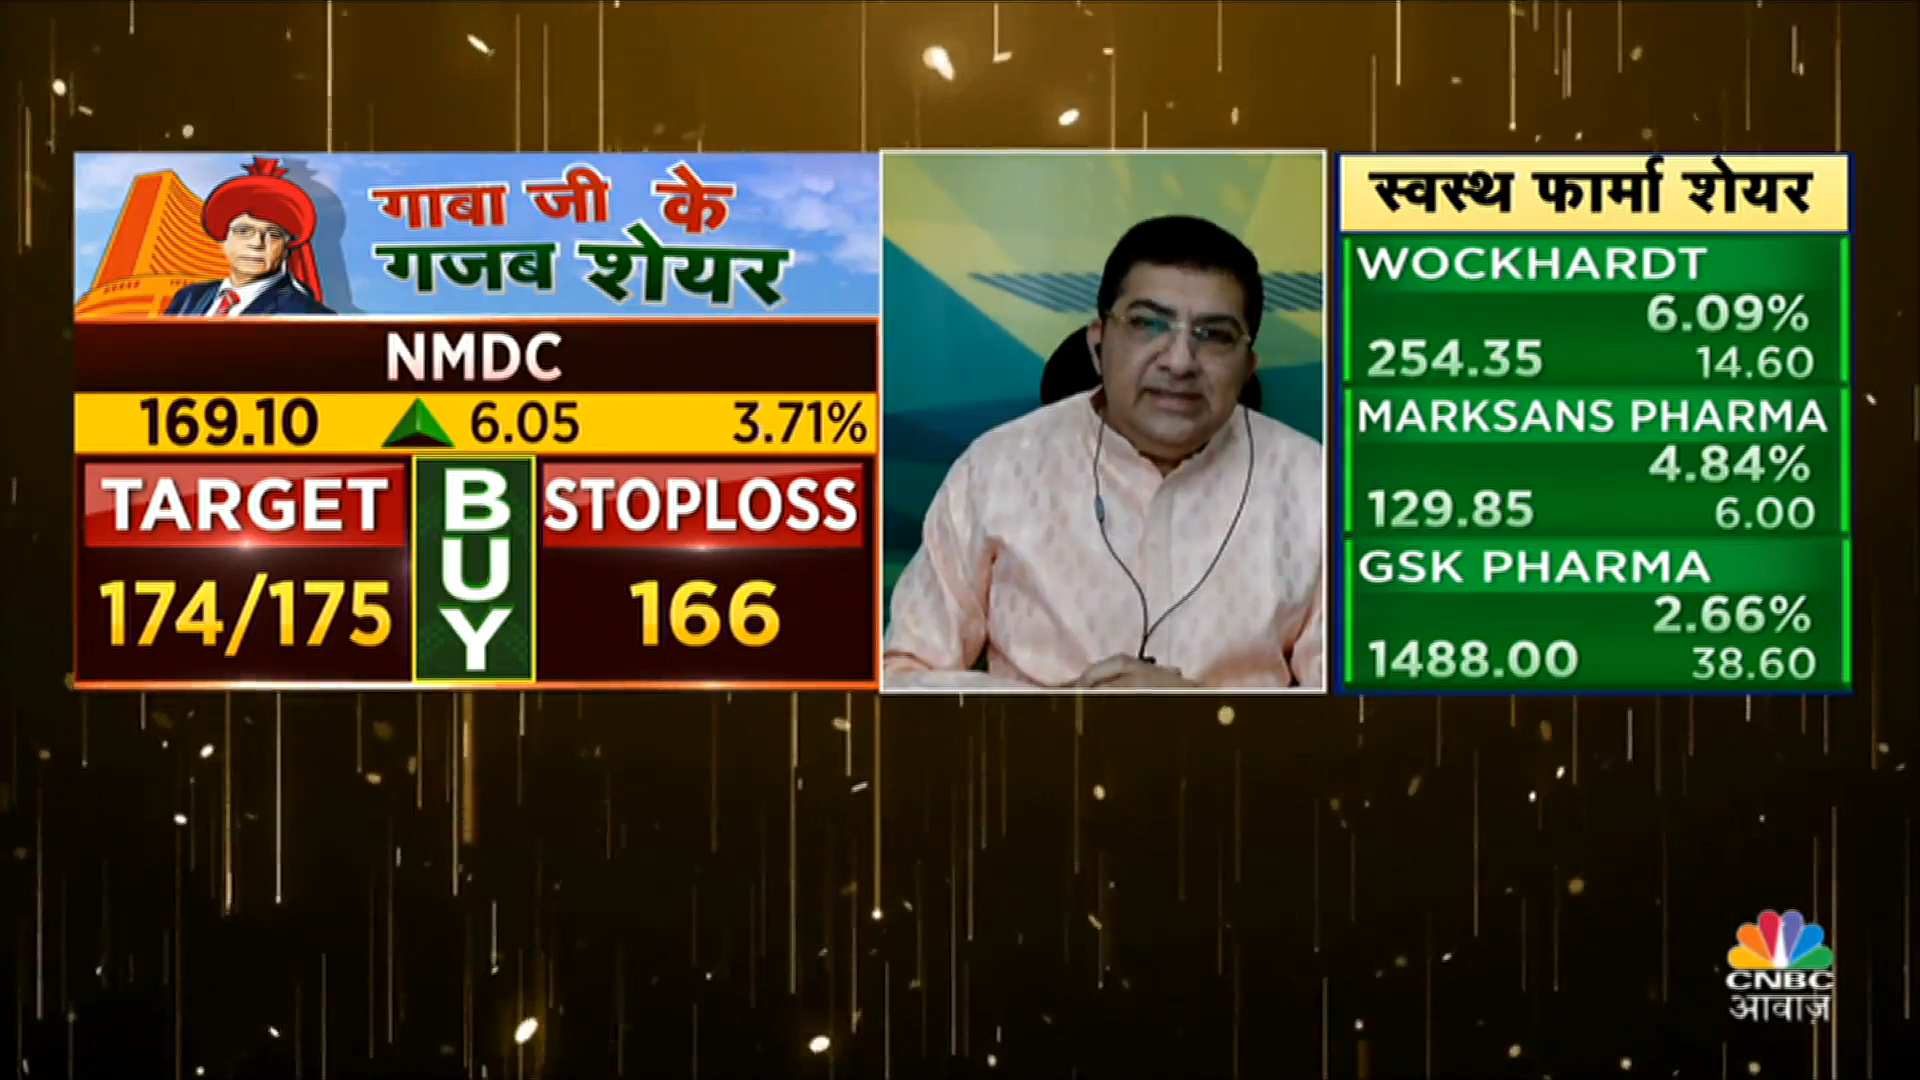 गाबा जी के
गजब शेयर
NMDC
169.10 6.05 3.71%
TARGET
174/175
BUY
STOPLOSS
166
स्वस्थ फार्मा शेयर
WOCKHARDT
6.09%
254.35 14.60
MARKSANS PHARMA
4.84%
129.85 6.00
GSK PHARMA
2.66%
1488.00 38.60
CNBC
आवाज़